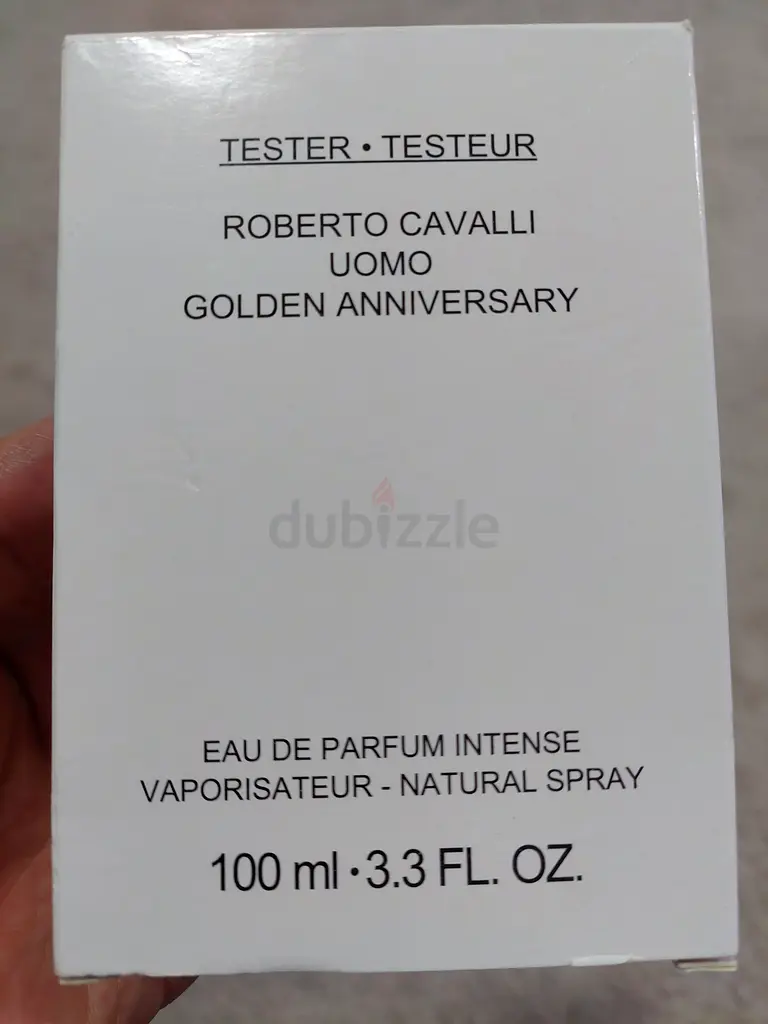 TESTER • TESTEUR
ROBERTO CAVALLI
UOMO
GOLDEN ANNIVERSARY
dubizzle
EAU DE PARFUM INTENSE
VAPORISATEUR - NATURAL SPRAY
100 ml • 3.3 FL. OZ.